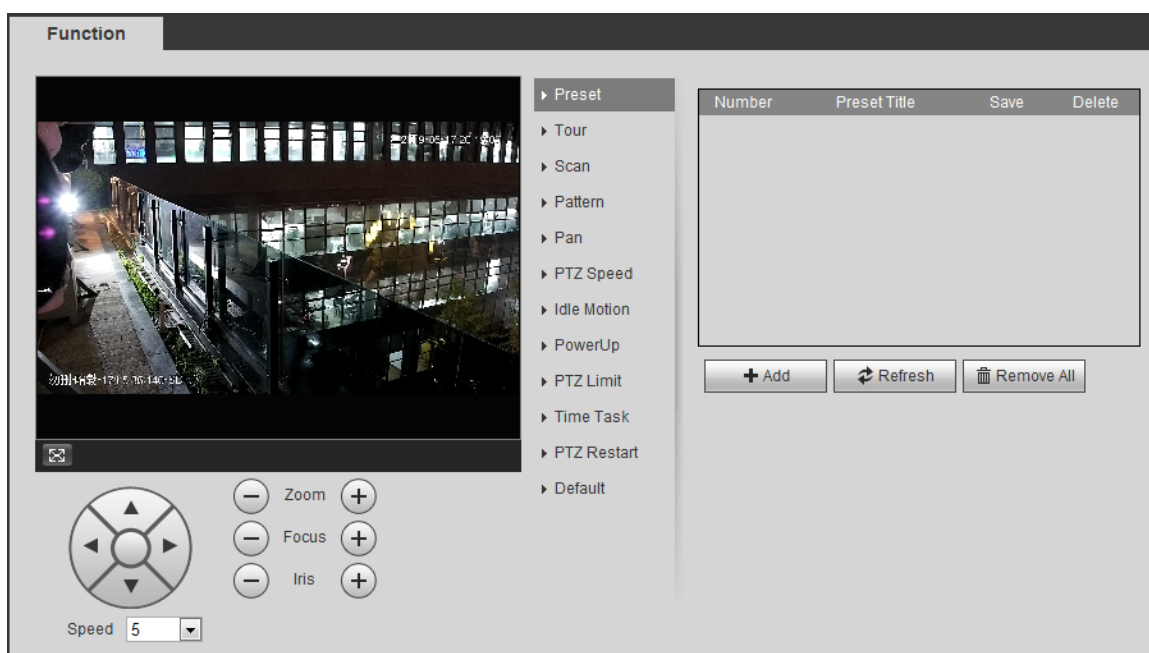 Function
Preset
Tour
Scan
Pattern
Pan
PTZ Speed
Idle Motion
PowerUp
PTZ Limit
Time Task
PTZ Restart
Default
Number Preset Title Save Delete
Add Refresh Remove All
Zoom
Focus
Iris
Speed 5